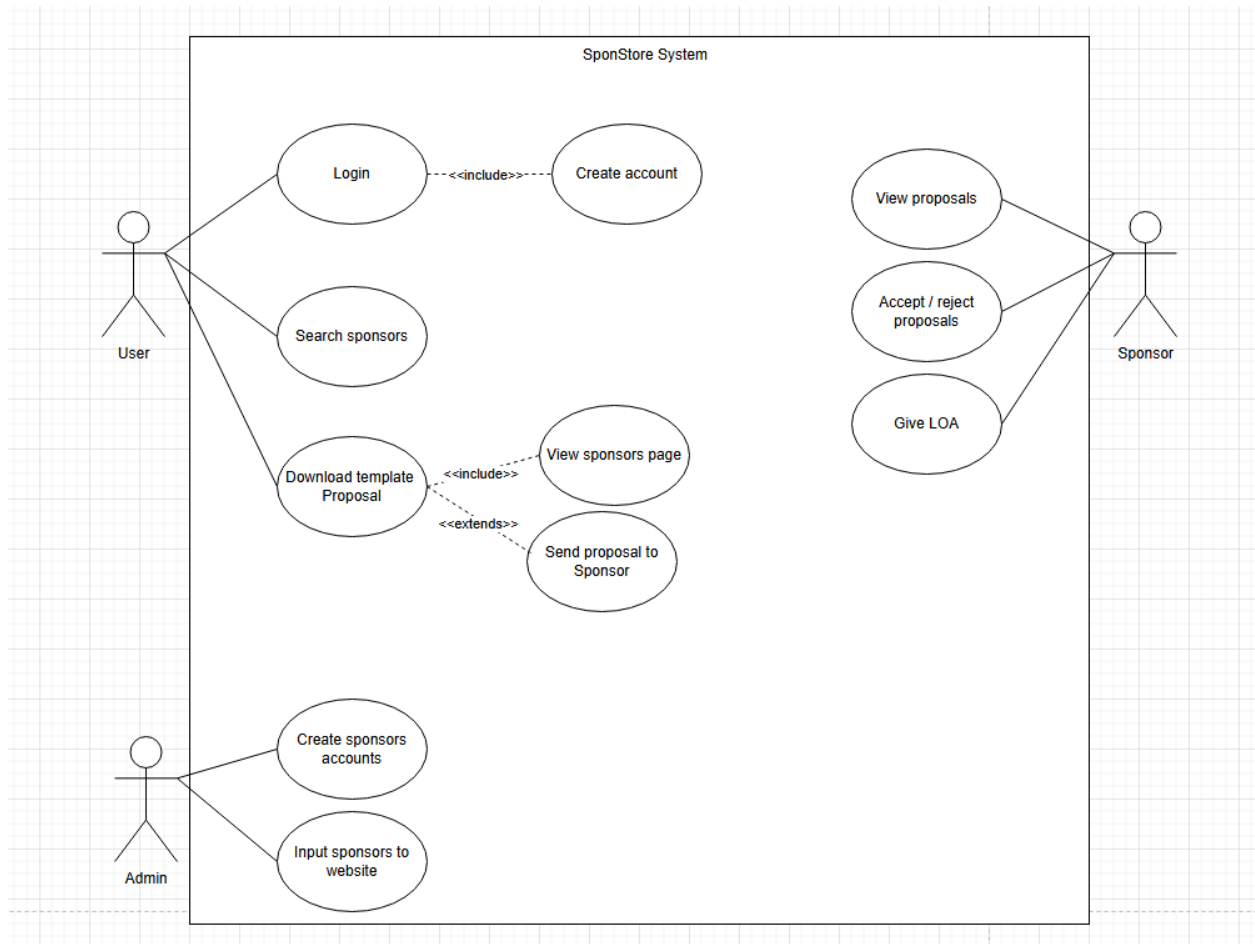 SponStore System
Login
<<include>>
Create account
View proposals
Accept / reject
proposals
Give LOA
User
Sponsor
Search sponsors
Download template
Proposal
<<include>>
View sponsors page
<<extends>>
Send proposal to
Sponsor
Create sponsors
accounts
Input sponsors to
website
Admin